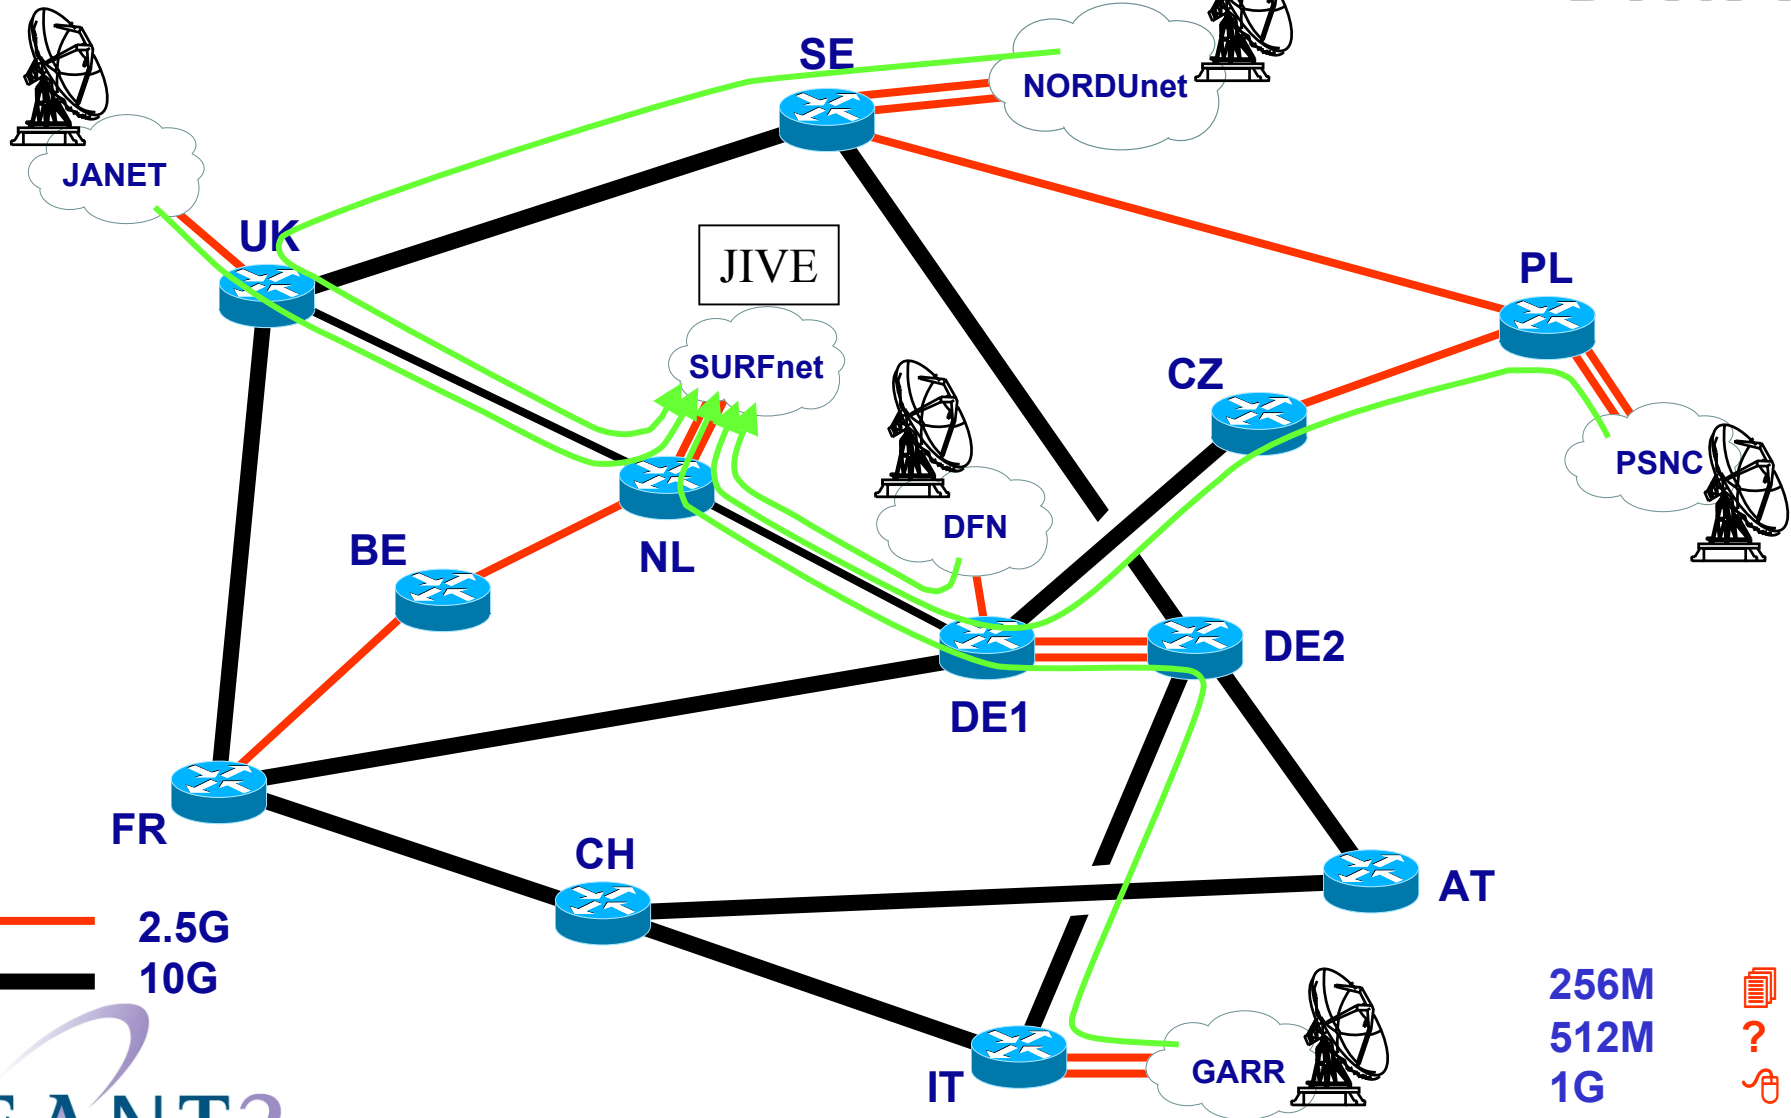 SE
NORDUnet
JANET
UK
JIVE
PL
SURFnet
CZ
PSNC
DFN
BE
NL
DE2
DE1
FR
CH
AT
2.5G
10G
256M
512M ?
1G
IT
GARR